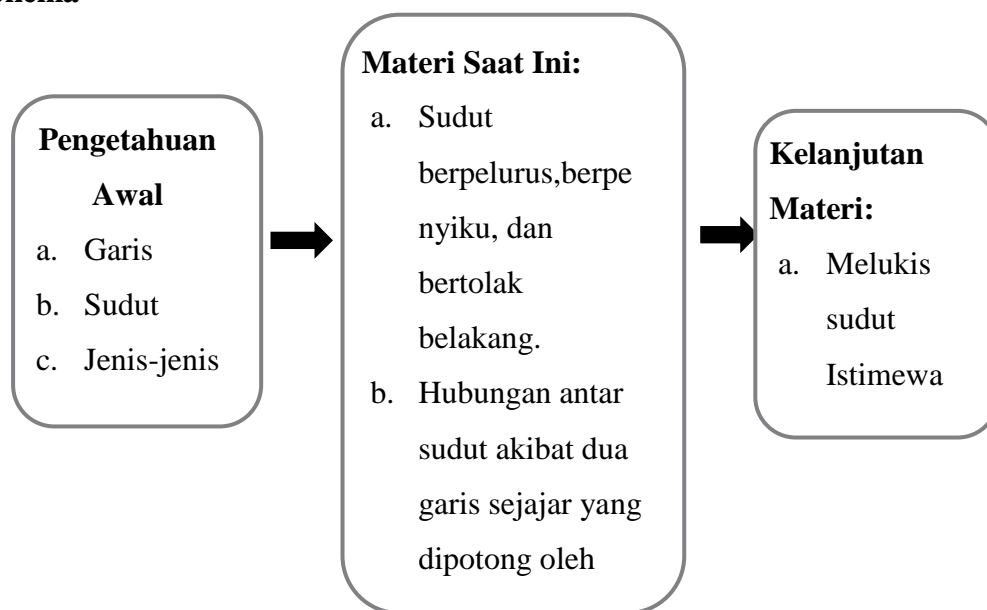 Pengetahuan
Awal
a. Garis
b. Sudut
c. Jenis-jenis
Materi Saat Ini:
a. Sudut
berpelurus,berpe
nyiku, dan
bertolak
belakang.
b. Hubungan antar
sudut akibat dua
garis sejajar yang
dipotong oleh
Kelanjutan
Materi:
a. Melukis
sudut
Istimewa